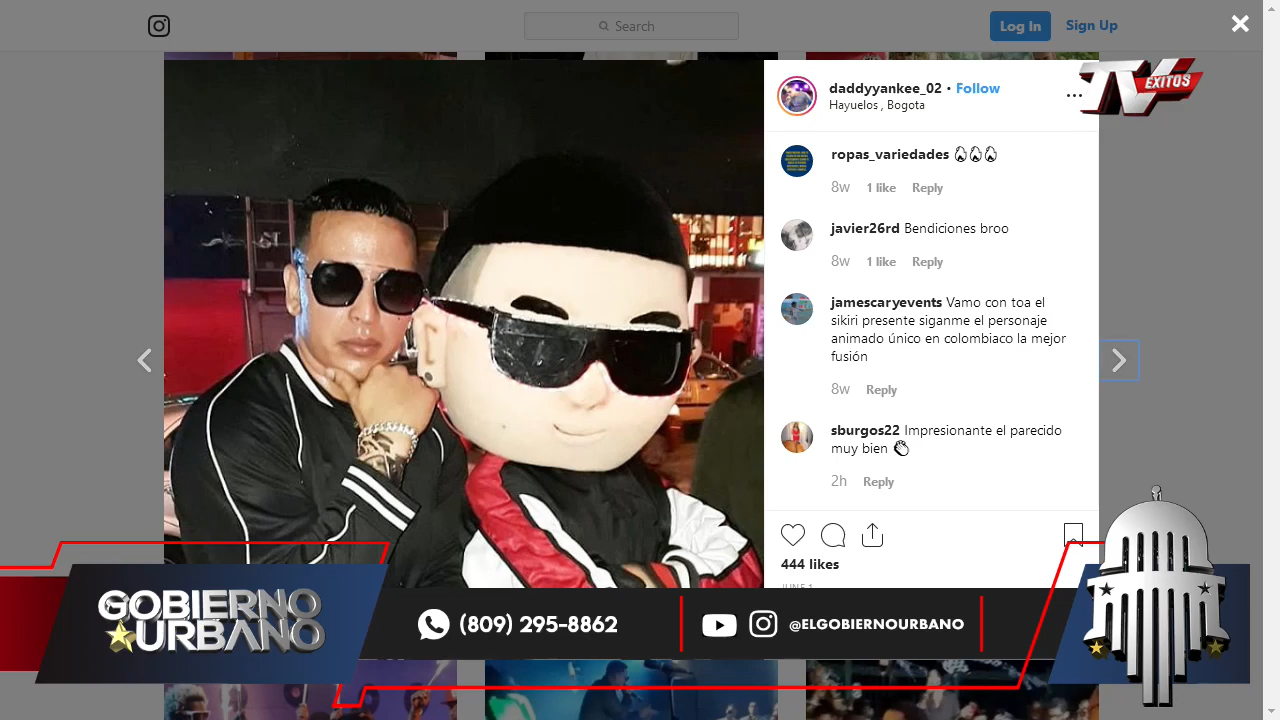 Search
Log In
Sign Up
TV EXITOS
daddyyankee_02 • Follow
Hayuelos , Bogota
ropas_variedades
8w 1 like Reply
javier26rd Bendiciones broo
8w 1 like Reply
jamescaryevents Vamo con toa el
sikiri presente siganme el personaje
animado único en colombiaco la mejor
fusión
8w Reply
sburgos22 Impresionante el parecido
muy bien
2h Reply
444 likes
JUNE 1
GOBIERNO
URBANO
(809) 295-8862
@ELGOBIERNOURBANO